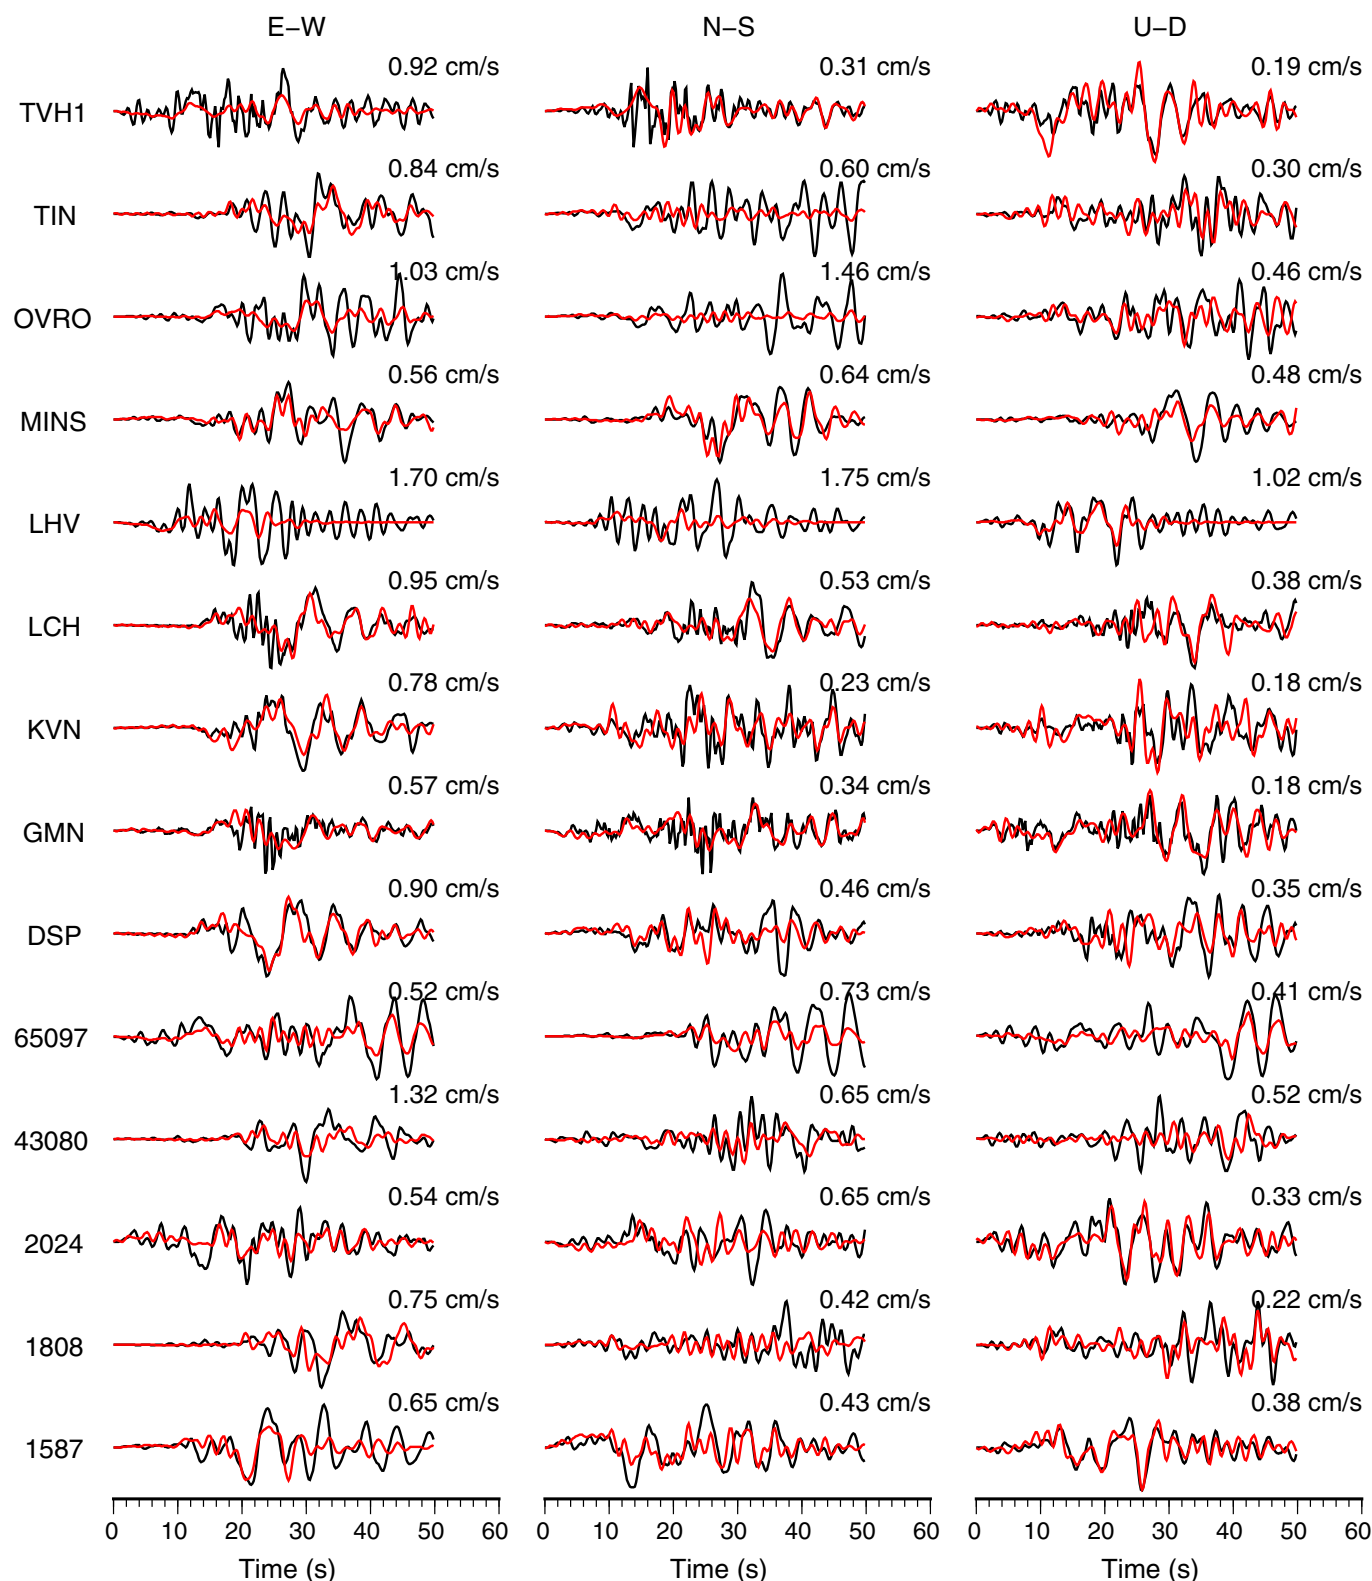 E–W N–S U–D
TVH1 0.92 cm/s 0.31 cm/s 0.19 cm/s
TIN 0.84 cm/s 0.60 cm/s 0.30 cm/s
OVRO 1.03 cm/s 1.46 cm/s 0.46 cm/s
MINS 0.56 cm/s 0.64 cm/s 0.48 cm/s
LHV 1.70 cm/s 1.75 cm/s 1.02 cm/s
LCH 0.95 cm/s 0.53 cm/s 0.38 cm/s
KVN 0.78 cm/s 0.23 cm/s 0.18 cm/s
GMN 0.57 cm/s 0.34 cm/s 0.18 cm/s
DSP 0.90 cm/s 0.46 cm/s 0.35 cm/s
65097 0.52 cm/s 0.73 cm/s 0.41 cm/s
43080 1.32 cm/s 0.65 cm/s 0.52 cm/s
2024 0.54 cm/s 0.65 cm/s 0.33 cm/s
1808 0.75 cm/s 0.42 cm/s 0.22 cm/s
1587 0.65 cm/s 0.43 cm/s 0.38 cm/s
0 10 20 30 40 50 60 0 10 20 30 40 50 60 0 10 20 30 40 50 60
Time (s) Time (s) Time (s)